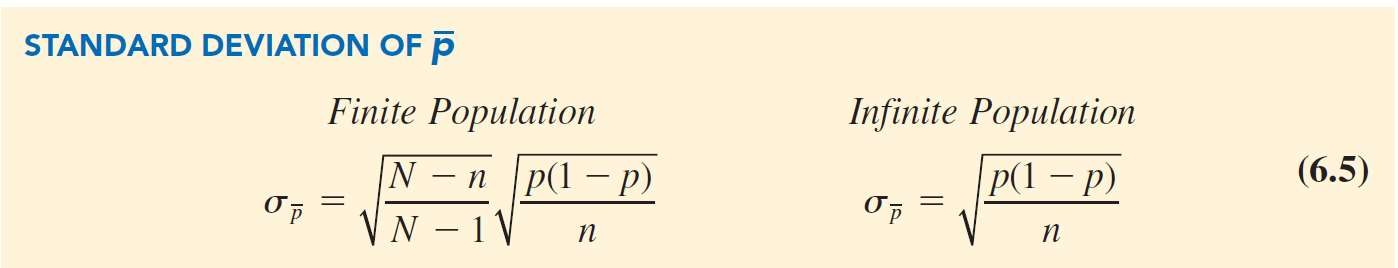 STANDARD DEVIATION OF p̅
Finite Population Infinite Population
σ_p̅ = √((N − n)/(N − 1)) √(p(1 − p)/n) σ_p̅ = √(p(1 − p)/n) (6.5)